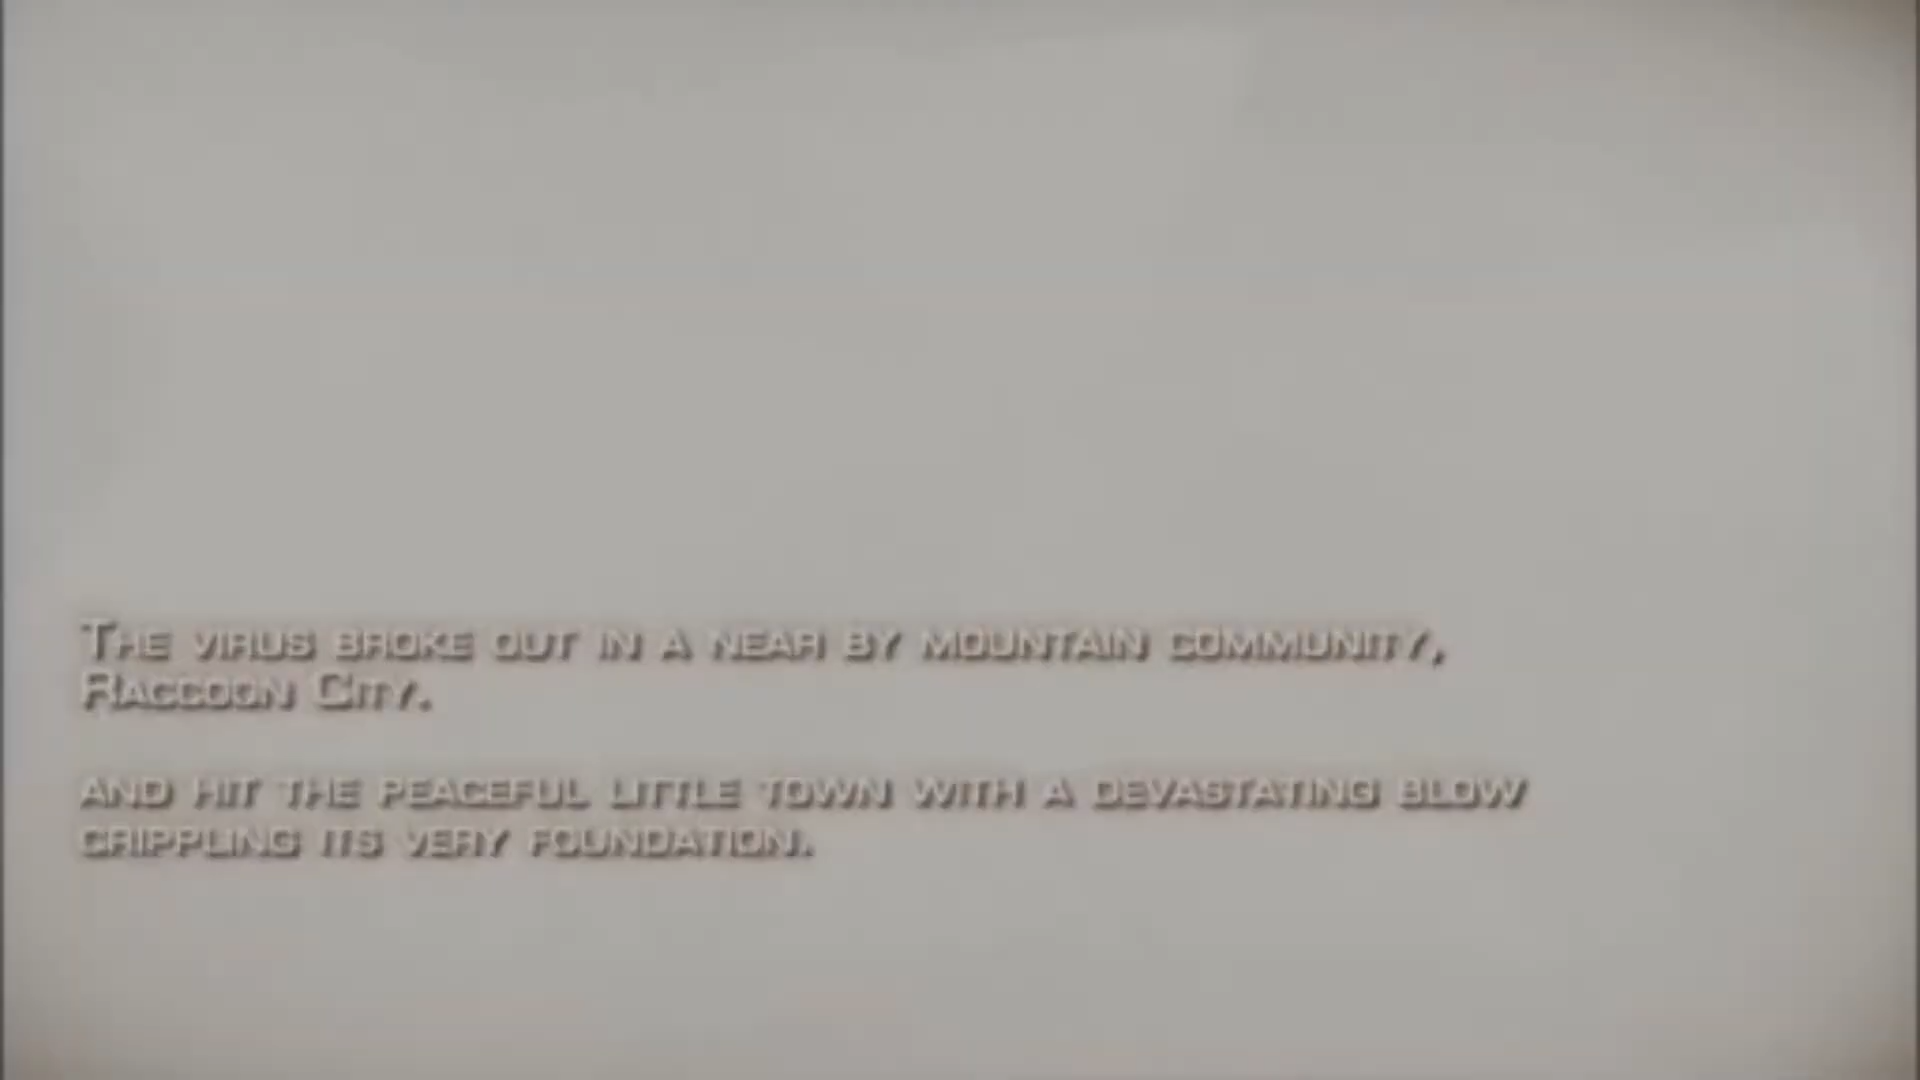 The virus broke out in a near by mountain community,
Raccoon City.
and hit the peaceful little town with a devastating blow
crippling its very foundation.